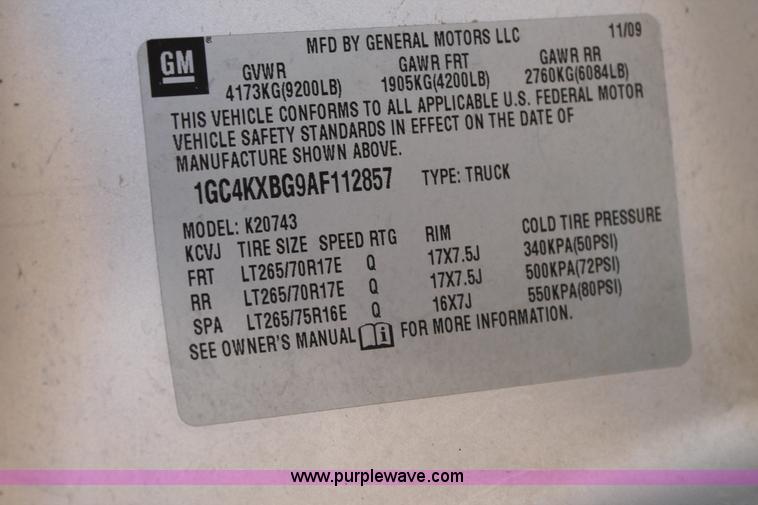 GM
MFD BY GENERAL MOTORS LLC 11/09
GVWR GAWR FRT GAWR RR
4173KG(9200LB) 1905KG(4200LB) 2760KG(6084LB)
THIS VEHICLE CONFORMS TO ALL APPLICABLE U.S. FEDERAL MOTOR
VEHICLE SAFETY STANDARDS IN EFFECT ON THE DATE OF
MANUFACTURE SHOWN ABOVE.
1GC4KXBG9AF112857 TYPE: TRUCK
MODEL: K20743
KCVJ TIRE SIZE SPEED RTG RIM COLD TIRE PRESSURE
FRT LT265/70R17E Q 17X7.5J 340KPA(50PSI)
RR LT265/70R17E Q 17X7.5J 500KPA(72PSI)
SPA LT265/75R16E Q 16X7J 550KPA(80PSI)
SEE OWNER'S MANUAL i FOR MORE INFORMATION.
www.purplewave.com